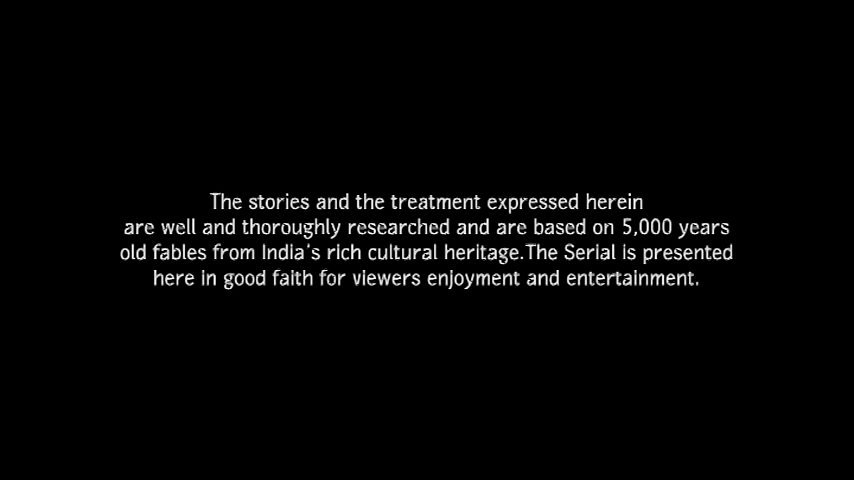 The stories and the treatment expressed herein
are well and thoroughly researched and are based on 5,000 years
old fables from India's rich cultural heritage.The Serial is presented
here in good faith for viewers enjoyment and entertainment.